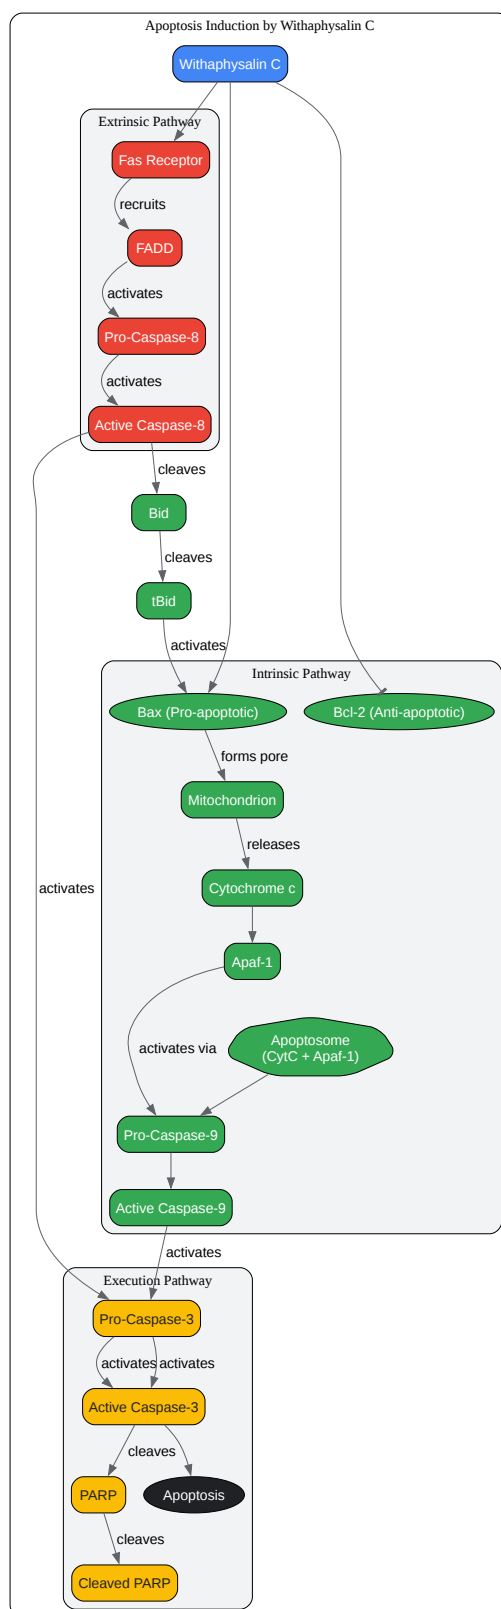 Apoptosis Induction by Withaphysalin C
Withaphysalin C
Extrinsic Pathway
Fas Receptor
recruits
FADD
activates
Pro-Caspase-8
activates
Active Caspase-8
cleaves
Bid
cleaves
tBid
activates
Intrinsic Pathway
Bax (Pro-apoptotic)
Bcl-2 (Anti-apoptotic)
forms pore
Mitochondrion
releases
activates
Cytochrome c
Apaf-1
activates via
Apoptosome
(CytC + Apaf-1)
Pro-Caspase-9
Active Caspase-9
activates
Execution Pathway
Pro-Caspase-3
activates
activates
Active Caspase-3
cleaves
PARP
Apoptosis
cleaves
Cleaved PARP